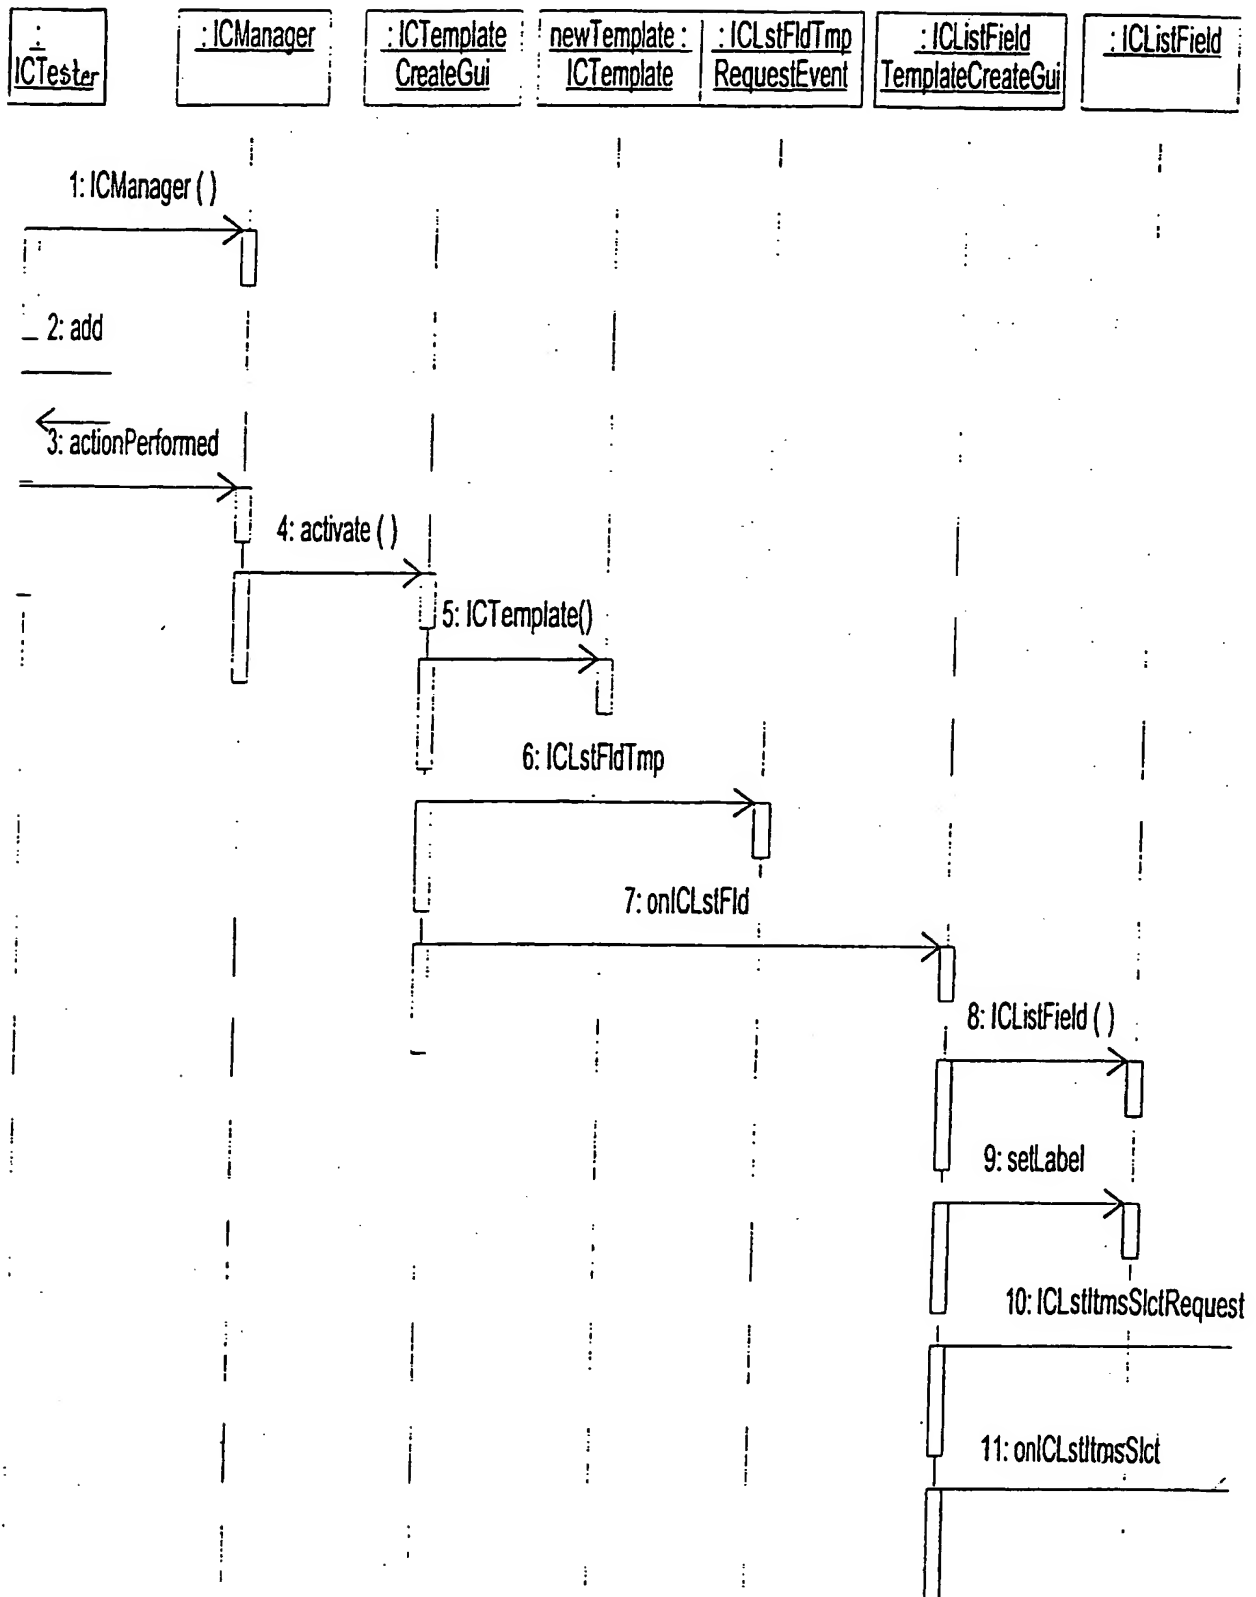 :
ICTester
: ICManager
: ICTemplate
CreateGui
newTemplate :
ICTemplate
: ICLstFldTmp
RequestEvent
: ICListField
TemplateCreateGui
: ICListField
1: ICManager ( )
2: add
3: actionPerformed
4: activate ( )
5: ICTemplate()
6: ICLstFldTmp
7: onICLstFld
8: ICListField ( )
9: setLabel
10: ICLstItmsSlctRequest
11: onICLstItmsSlct